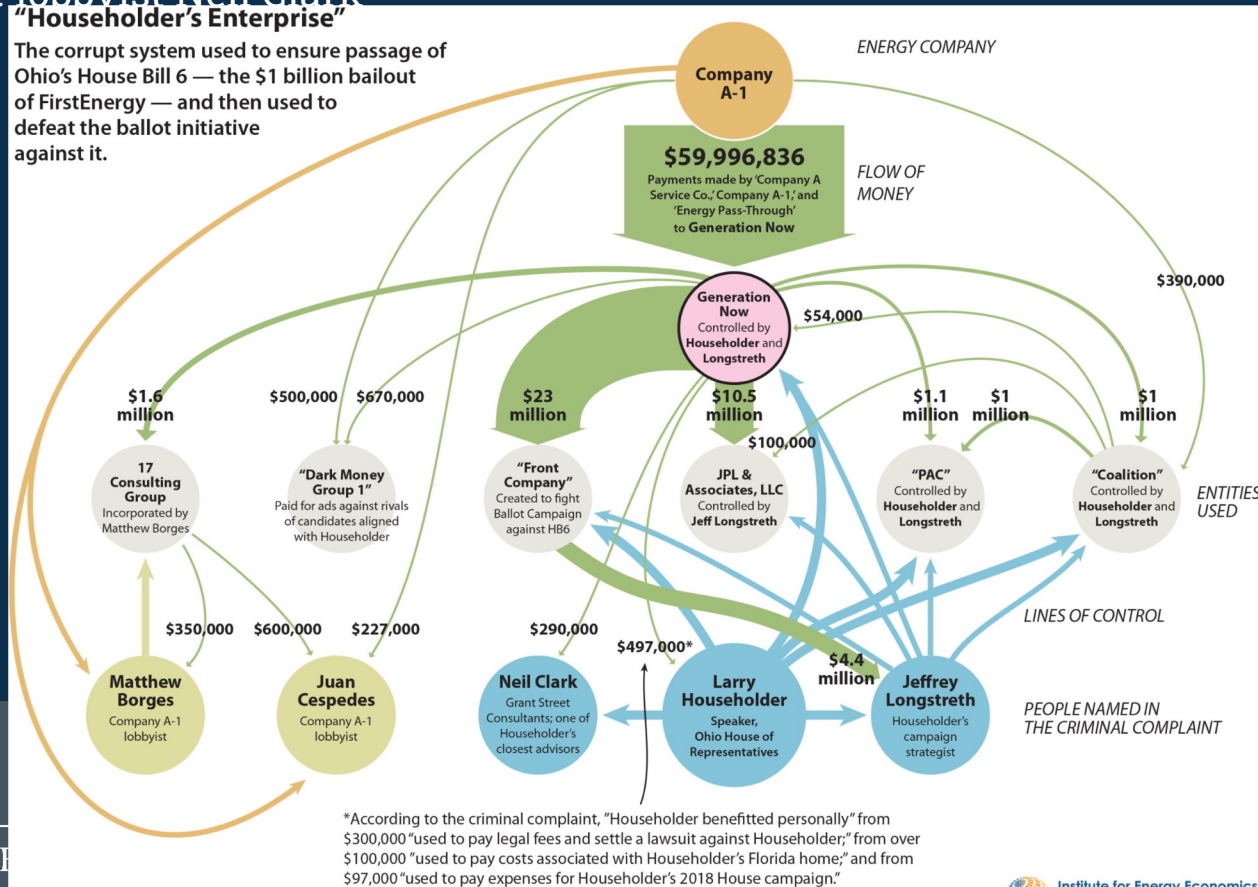 lobbyist Neil Clark
“Householder’s Enterprise”
The corrupt system used to ensure passage of
Ohio’s House Bill 6 — the $1 billion bailout
of FirstEnergy — and then used to
defeat the ballot initiative
against it.
ENERGY COMPANY
Company
A-1
$59,996,836
Payments made by ‘Company A
Service Co.,’ Company A-1,’ and
‘Energy Pass-Through’
to Generation Now
FLOW OF
MONEY
$390,000
Generation
Now
Controlled by
Householder and
Longstreth
$54,000
$1.6
million
$500,000
$670,000
$23
million
$10.5
million
$100,000
$1.1
million
$1
million
$1
million
17
Consulting
Group
Incorporated by
Matthew Borges
“Dark Money
Group 1”
Paid for ads against rivals
of candidates aligned
with Householder
“Front
Company”
Created to fight
Ballot Campaign
against HB6
JPL &
Associates, LLC
Controlled by
Jeff Longstreth
“PAC”
Controlled by
Householder and
Longstreth
“Coalition”
Controlled by
Householder and
Longstreth
ENTITIES
USED
LINES OF CONTROL
$350,000
$600,000
$227,000
$290,000
$497,000*
$4.4
million
Matthew
Borges
Company A-1
lobbyist
Juan
Cespedes
Company A-1
lobbyist
Neil Clark
Grant Street
Consultants; one of
Householder’s
closest advisors
Larry
Householder
Speaker,
Ohio House of
Representatives
Jeffrey
Longstreth
Householder’s
campaign
strategist
PEOPLE NAMED IN
THE CRIMINAL COMPLAINT
*According to the criminal complaint, ”Householder benefitted personally” from
$300,000 “used to pay legal fees and settle a lawsuit against Householder;” from over
$100,000 ”used to pay costs associated with Householder’s Florida home;” and from
$97,000 “used to pay expenses for Householder’s 2018 House campaign.”
Institute for Energy Economics